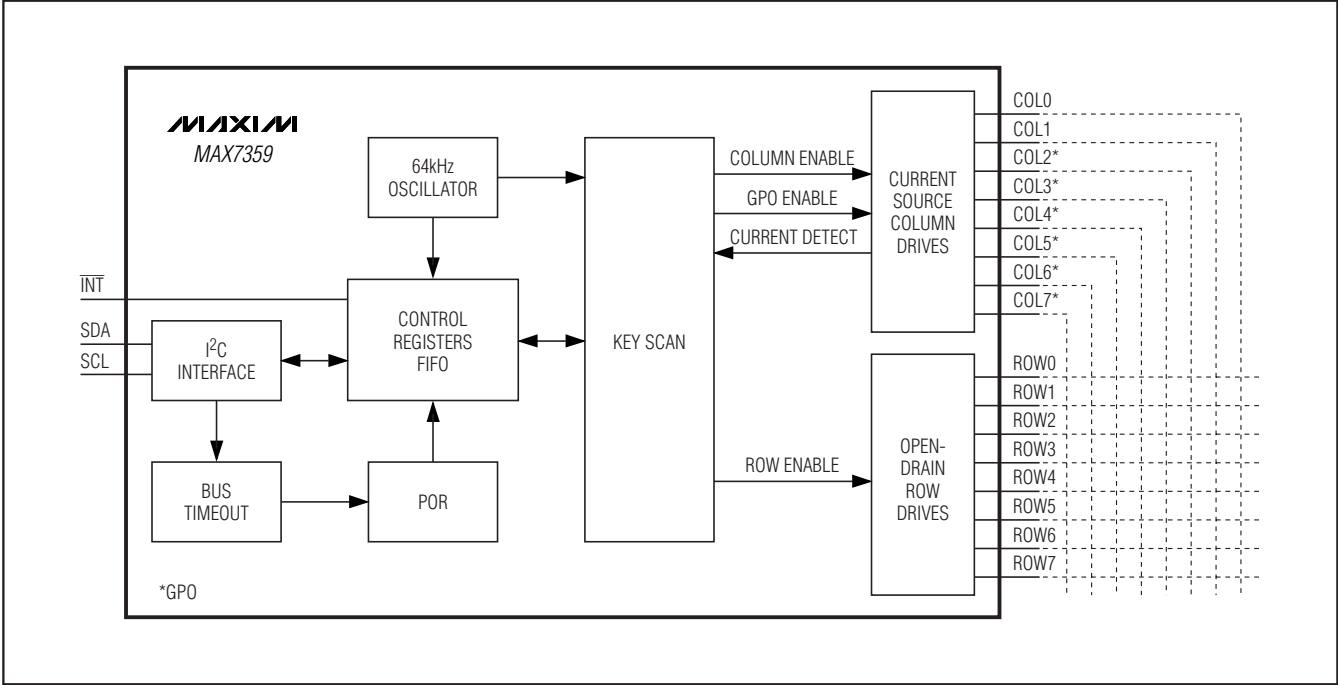 MAXIM
MAX7359
64kHz
OSCILLATOR
INT
SDA
SCL
I2C
INTERFACE
CONTROL
REGISTERS
FIFO
BUS
TIMEOUT
POR
KEY SCAN
COLUMN ENABLE
GPO ENABLE
CURRENT DETECT
ROW ENABLE
CURRENT
SOURCE
COLUMN
DRIVES
OPEN-
DRAIN
ROW
DRIVES
COL0
COL1
COL2*
COL3*
COL4*
COL5*
COL6*
COL7*
ROW0
ROW1
ROW2
ROW3
ROW4
ROW5
ROW6
ROW7
*GPO